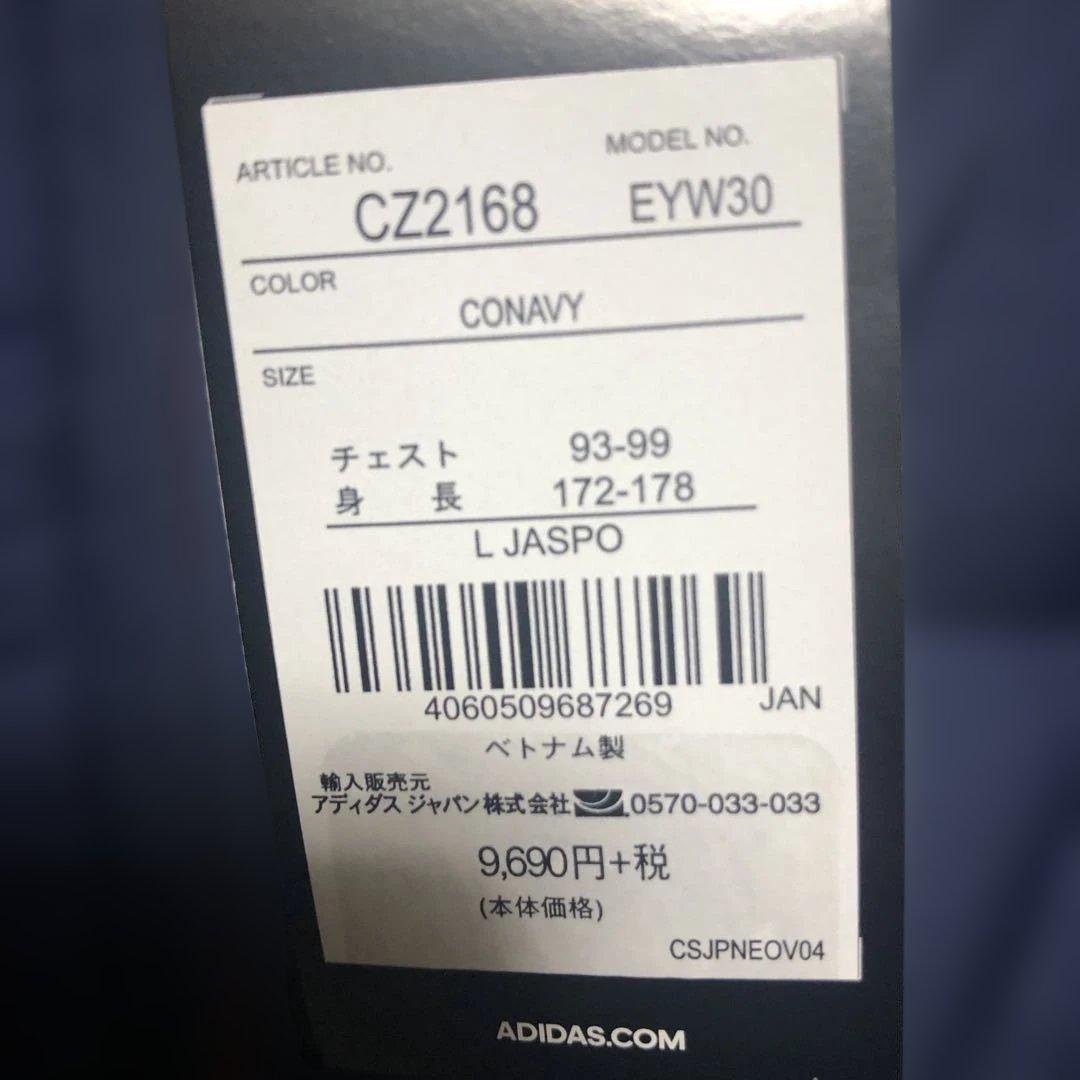 ARTICLE NO. MODEL NO.
CZ2168 EYW30
COLOR
CONAVY
SIZE
チェスト 93-99
身長 172-178
L JASPO
4060509687269 JAN
ベトナム製
輸入販売元
アディダス ジャパン株式会社 0570-033-033
9,690円+税
(本体価格)
CSJPNEOV04
ADIDAS.COM